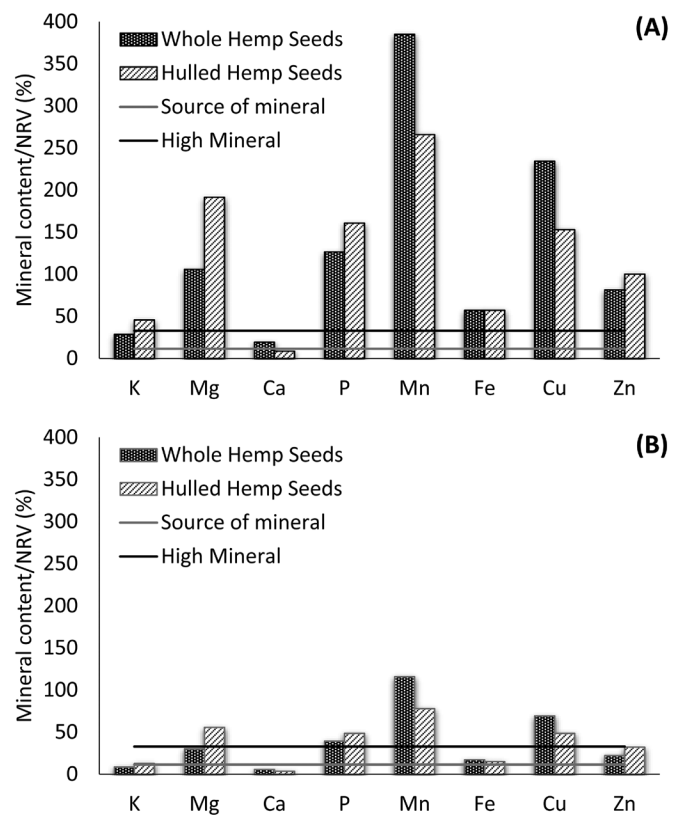 (A)
Mineral content/NRV (%)
400
350
300
250
200
150
100
50
0
Whole Hemp Seeds
Hulled Hemp Seeds
Source of mineral
High Mineral
K Mg Ca P Mn Fe Cu Zn
(B)
Mineral content/NRV (%)
400
350
300
250
200
150
100
50
0
Whole Hemp Seeds
Hulled Hemp Seeds
Source of mineral
High Mineral
K Mg Ca P Mn Fe Cu Zn